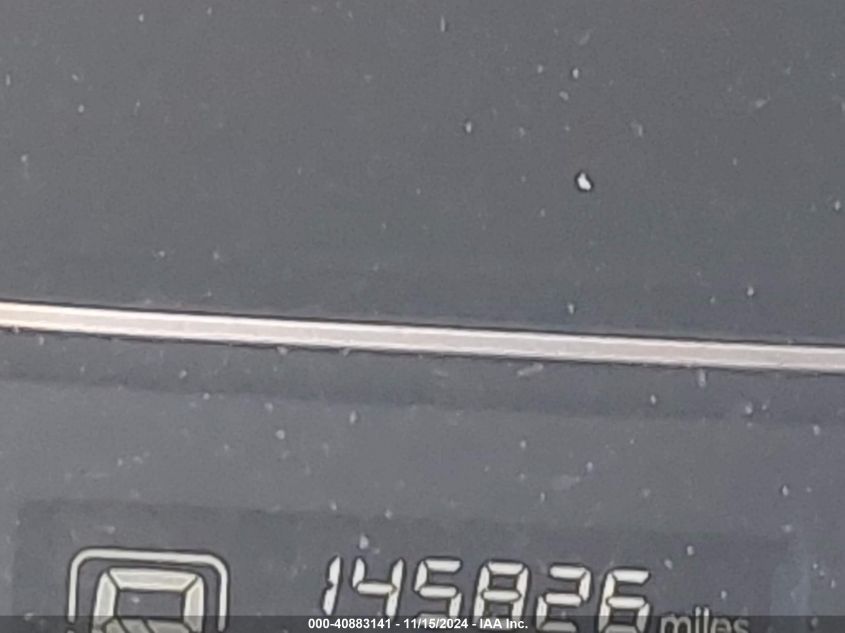 145826 miles
000-40883141 - 11/15/2024 - IAA Inc.